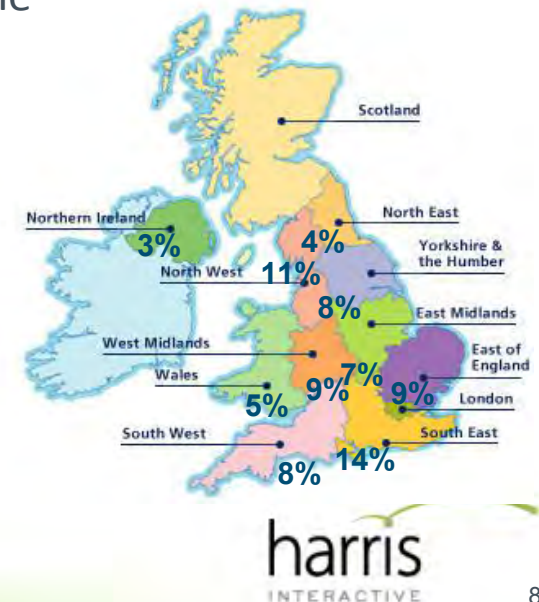 Scotland
Northern Ireland
3%
North East
4%
Yorkshire &
the Humber
North West
11%
8%
East Midlands
West Midlands
9%
7%
East of
England
9%
Wales
5%
London
South West
8%
South East
14%
harris
INTERACTIVE
8